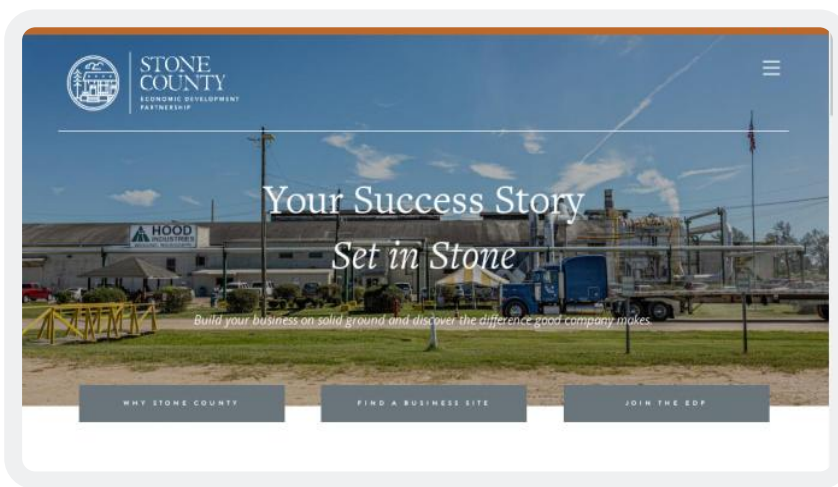 STONE
COUNTY
ECONOMIC DEVELOPMENT
PARTNERSHIP
Your Success Story
HOOD
INDUSTRIES
Set in Stone
Build your business on solid ground and discover the difference good company makes.
WHY STONE COUNTY
FIND A BUSINESS SITE
JOIN THE EDP